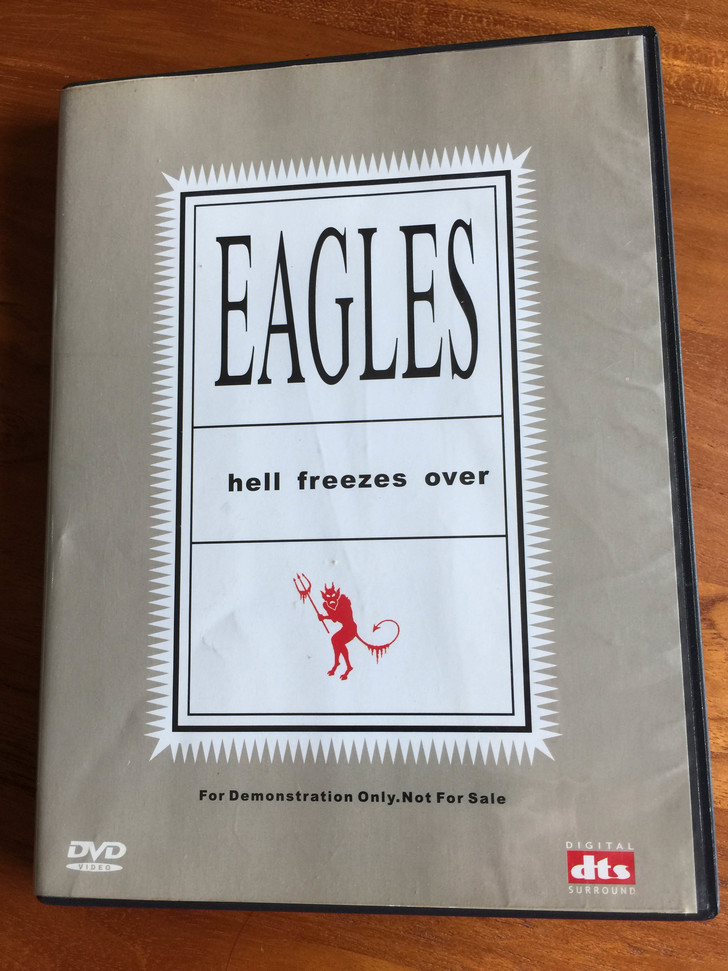 EAGLES
hell freezes over
For Demonstration Only.Not For Sale
DVD
VIDEO
DIGITAL
dts
SURROUND